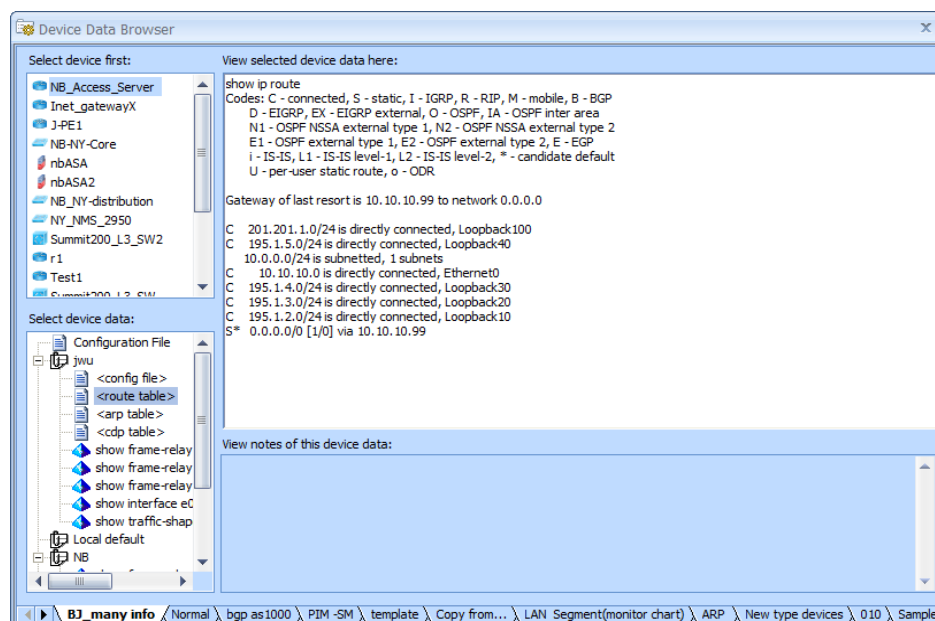 Device Data Browser
x
Select device first:
NB_Access_Server
Inet_gatewayX
J-PE1
NB-NY-Core
nbASA
nbASA2
NB_NY-distribution
NY_NMS_2950
Summit200_L3_SW2
r1
Test1
Summit200_L3_SW
Select device data:
Configuration File
jwu
<config file>
<route table>
<arp table>
<cdp table>
show frame-relay
show frame-relay
show frame-relay
show interface e0
show traffic-shap
Local default
NB
View selected device data here:
show ip route
Codes: C - connected, S - static, I - IGRP, R - RIP, M - mobile, B - BGP
D - EIGRP, EX - EIGRP external, O - OSPF, IA - OSPF inter area
N1 - OSPF NSSA external type 1, N2 - OSPF NSSA external type 2
E1 - OSPF external type 1, E2 - OSPF external type 2, E - EGP
i - IS-IS, L1 - IS-IS level-1, L2 - IS-IS level-2, * - candidate default
U - per-user static route, o - ODR
Gateway of last resort is 10.10.10.99 to network 0.0.0.0
C 201.201.1.0/24 is directly connected, Loopback100
C 195.1.5.0/24 is directly connected, Loopback40
10.0.0.0/24 is subnetted, 1 subnets
C 10.10.10.0 is directly connected, Ethernet0
C 195.1.4.0/24 is directly connected, Loopback30
C 195.1.3.0/24 is directly connected, Loopback20
C 195.1.2.0/24 is directly connected, Loopback10
S* 0.0.0.0/0 [1/0] via 10.10.10.99
View notes of this device data:
BJ_many info Normal bgp as1000 PIM -SM template Copy from... LAN Segment(monitor chart) ARP New type devices 010 Sample